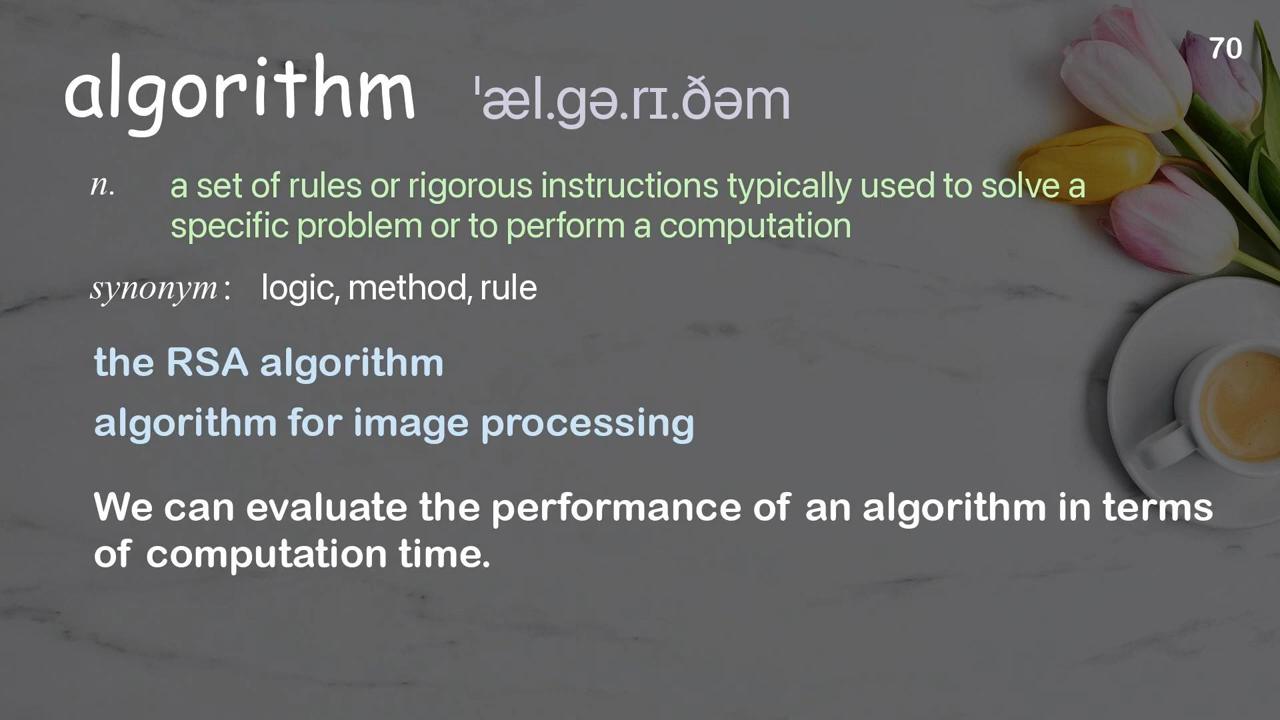 70
algorithm ˈæl.gə.rɪ.ðəm
n. a set of rules or rigorous instructions typically used to solve a
specific problem or to perform a computation
synonym: logic, method, rule
the RSA algorithm
algorithm for image processing
We can evaluate the performance of an algorithm in terms
of computation time.